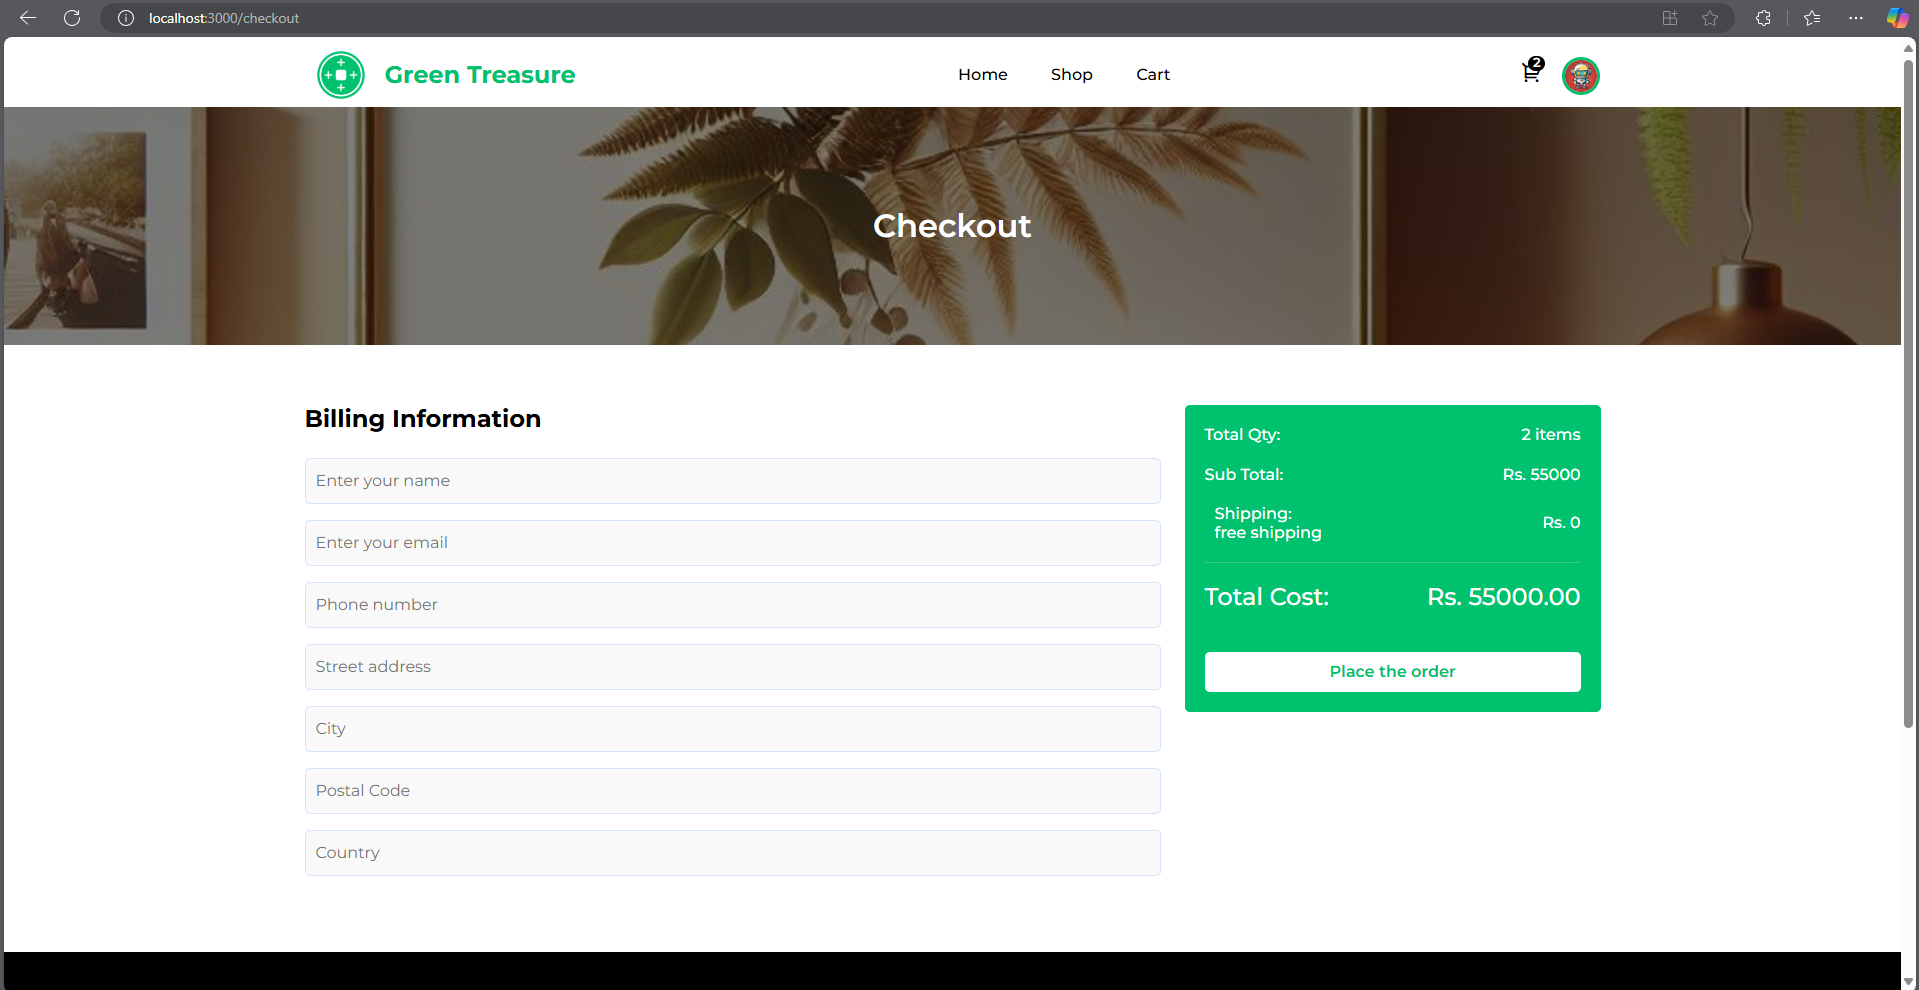 localhost:3000/checkout
Green Treasure
Home
Shop
Cart
2
Checkout
Billing Information
Enter your name
Enter your email
Phone number
Street address
City
Postal Code
Country
Total Qty: 2 items
Sub Total: Rs. 55000
Shipping:
free shipping
Rs. 0
Total Cost: Rs. 55000.00
Place the order